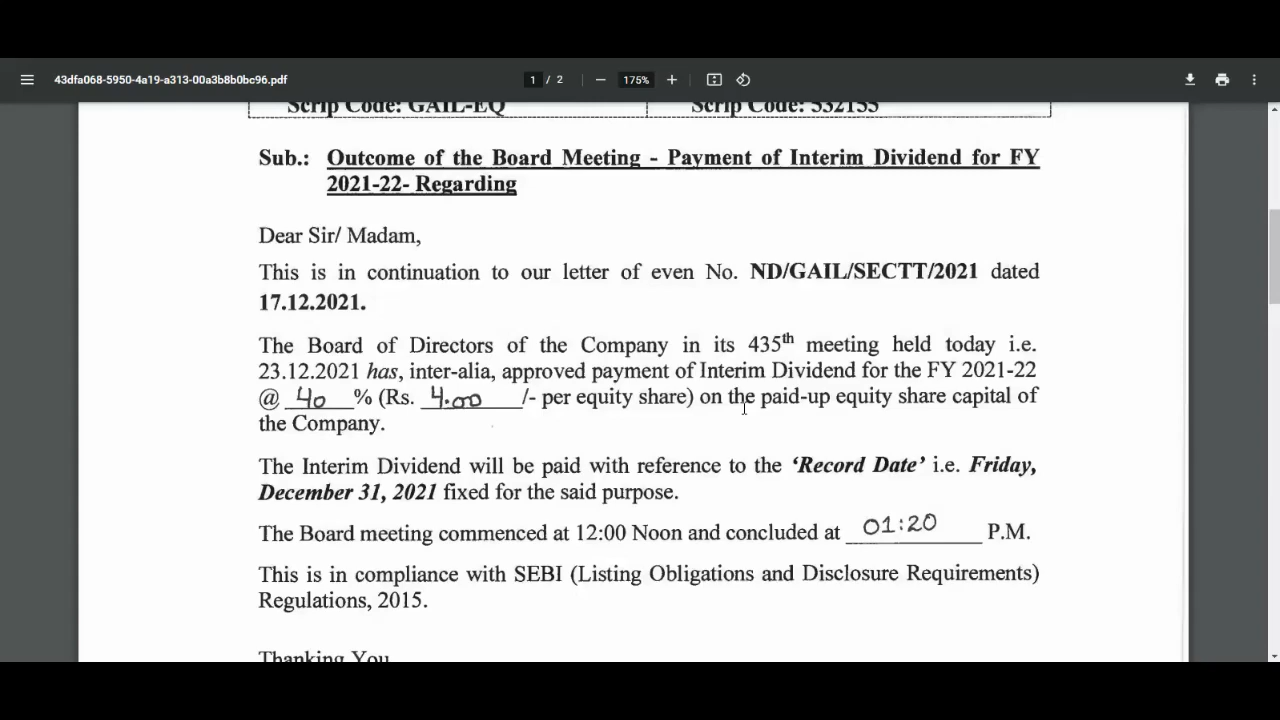 43dfa068-5950-4a19-a313-00a3b8b0bc96.pdf
1 / 2
175%
Scrip Code: GAIL-EQ
Scrip Code: 532155
Sub.: Outcome of the Board Meeting - Payment of Interim Dividend for FY
2021-22- Regarding
Dear Sir/ Madam,
This is in continuation to our letter of even No. ND/GAIL/SECTT/2021 dated
17.12.2021.
The Board of Directors of the Company in its 435th meeting held today i.e.
23.12.2021 has, inter-alia, approved payment of Interim Dividend for the FY 2021-22
@ 40 % (Rs. 4.00 /- per equity share) on the paid-up equity share capital of
the Company.
The Interim Dividend will be paid with reference to the 'Record Date' i.e. Friday,
December 31, 2021 fixed for the said purpose.
The Board meeting commenced at 12:00 Noon and concluded at 01:20 P.M.
This is in compliance with SEBI (Listing Obligations and Disclosure Requirements)
Regulations, 2015.
Thanking You